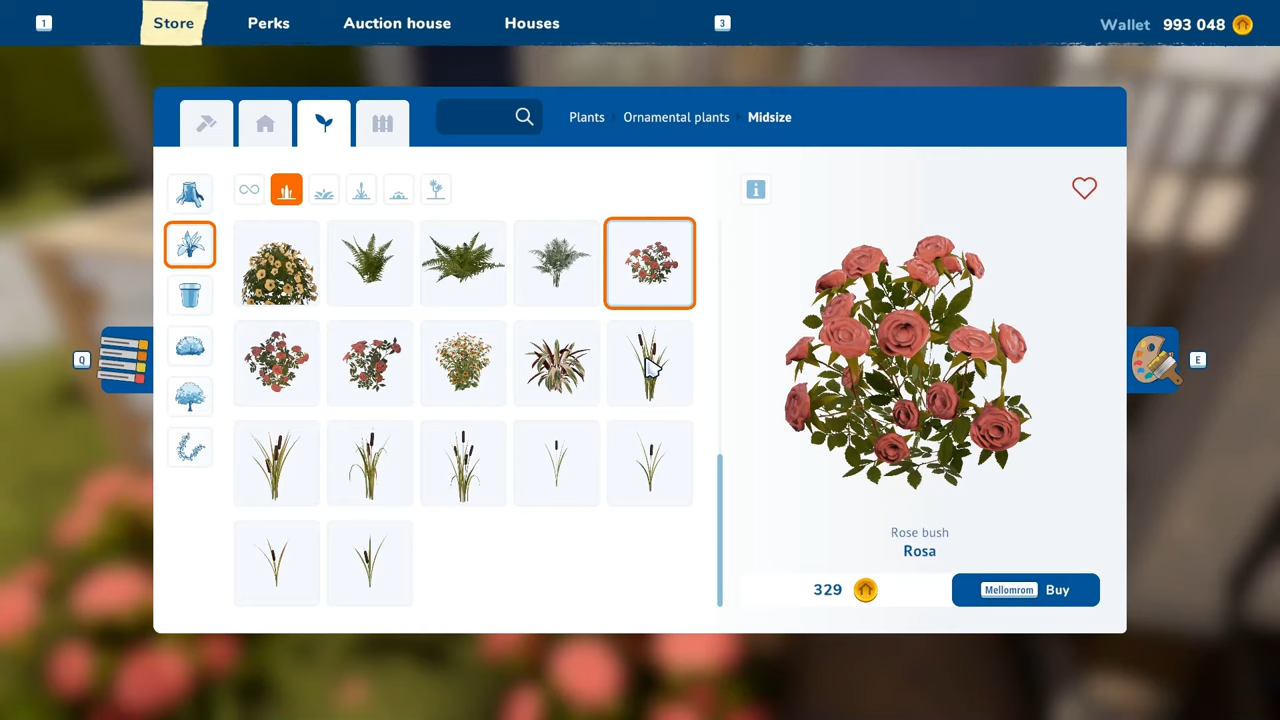 1 Store Perks Auction house Houses 3 Wallet 993 048
Plants Ornamental plants Midsize
i
Q
E
Rose bush
Rosa
329 Mellomrom Buy